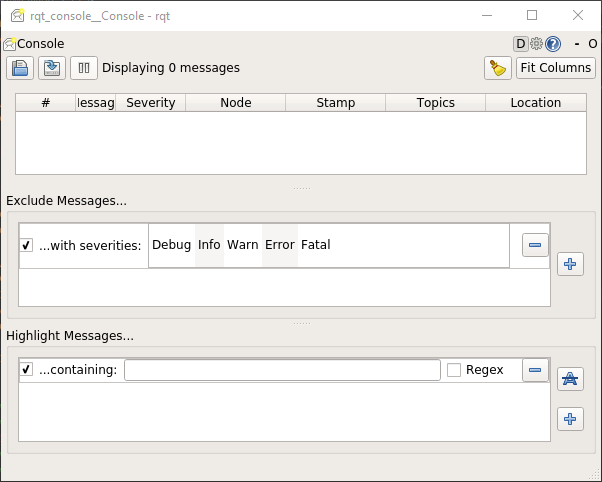 rqt_console__Console - rqt
Console D - O
Displaying 0 messages Fit Columns
# Messag Severity Node Stamp Topics Location
Exclude Messages...
...with severities: Debug Info Warn Error Fatal
Highlight Messages...
...containing: Regex
A